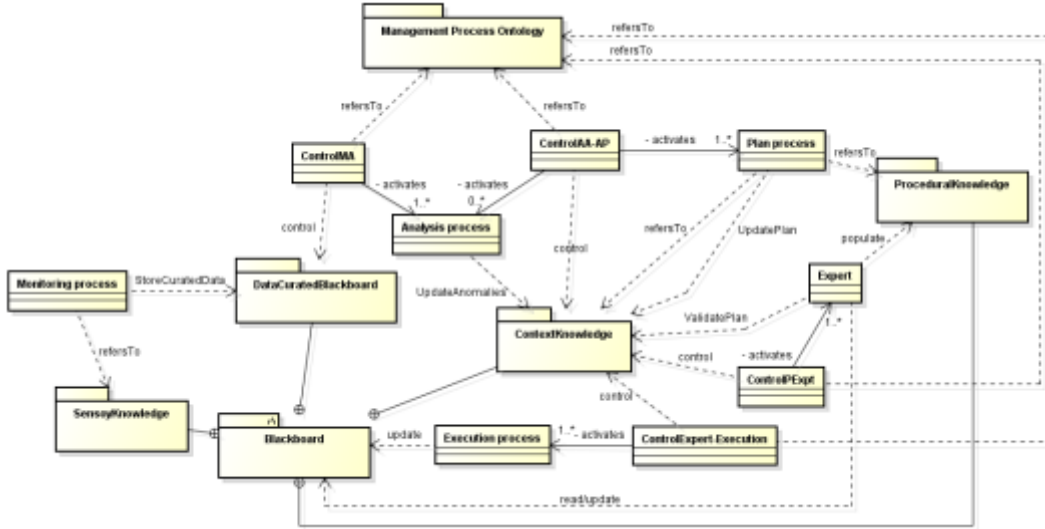 Management Process Ontology
refersTo
refersTo
refersTo
refersTo
ControlMA
ControlAA-AP
- activates
1..*
Plan process
refersTo
ProceduralKnowledge
- activates
1..*
- activates
0..*
Analysis process
control
control
refersTo
UpdatePlan
populate
Monitoring process
StoreCuratedData
DataCuratedBlackboard
UpdateAnomalies
Expert
ContextKnowledge
ValidatePlan
1..*
refersTo
control
- activates
ControlPExpt
SensoyKnowledge
control
Blackboard
update
Execution process
1..*
- activates
ControlExpert-Execution
read/update